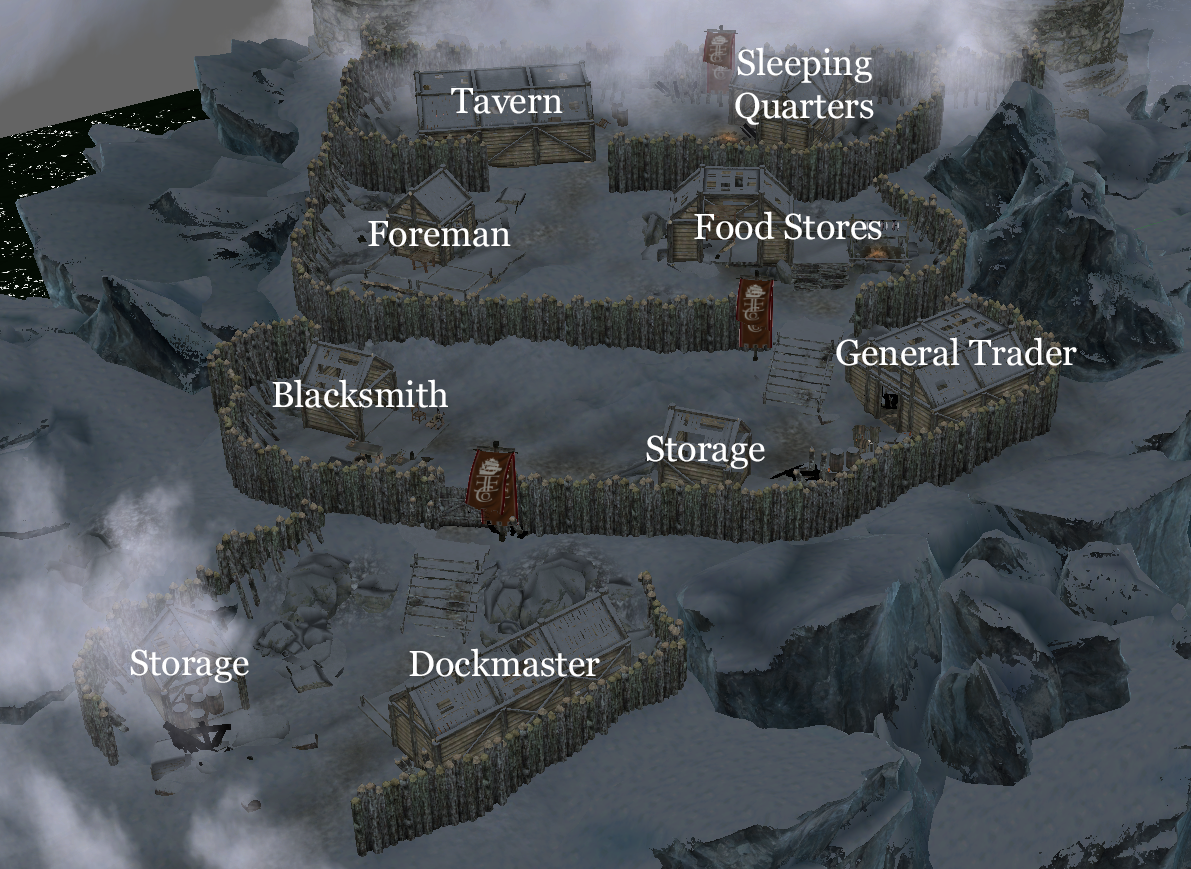 Sleeping
Quarters
Tavern
Foreman
Food Stores
General Trader
Blacksmith
Storage
Storage
Dockmaster